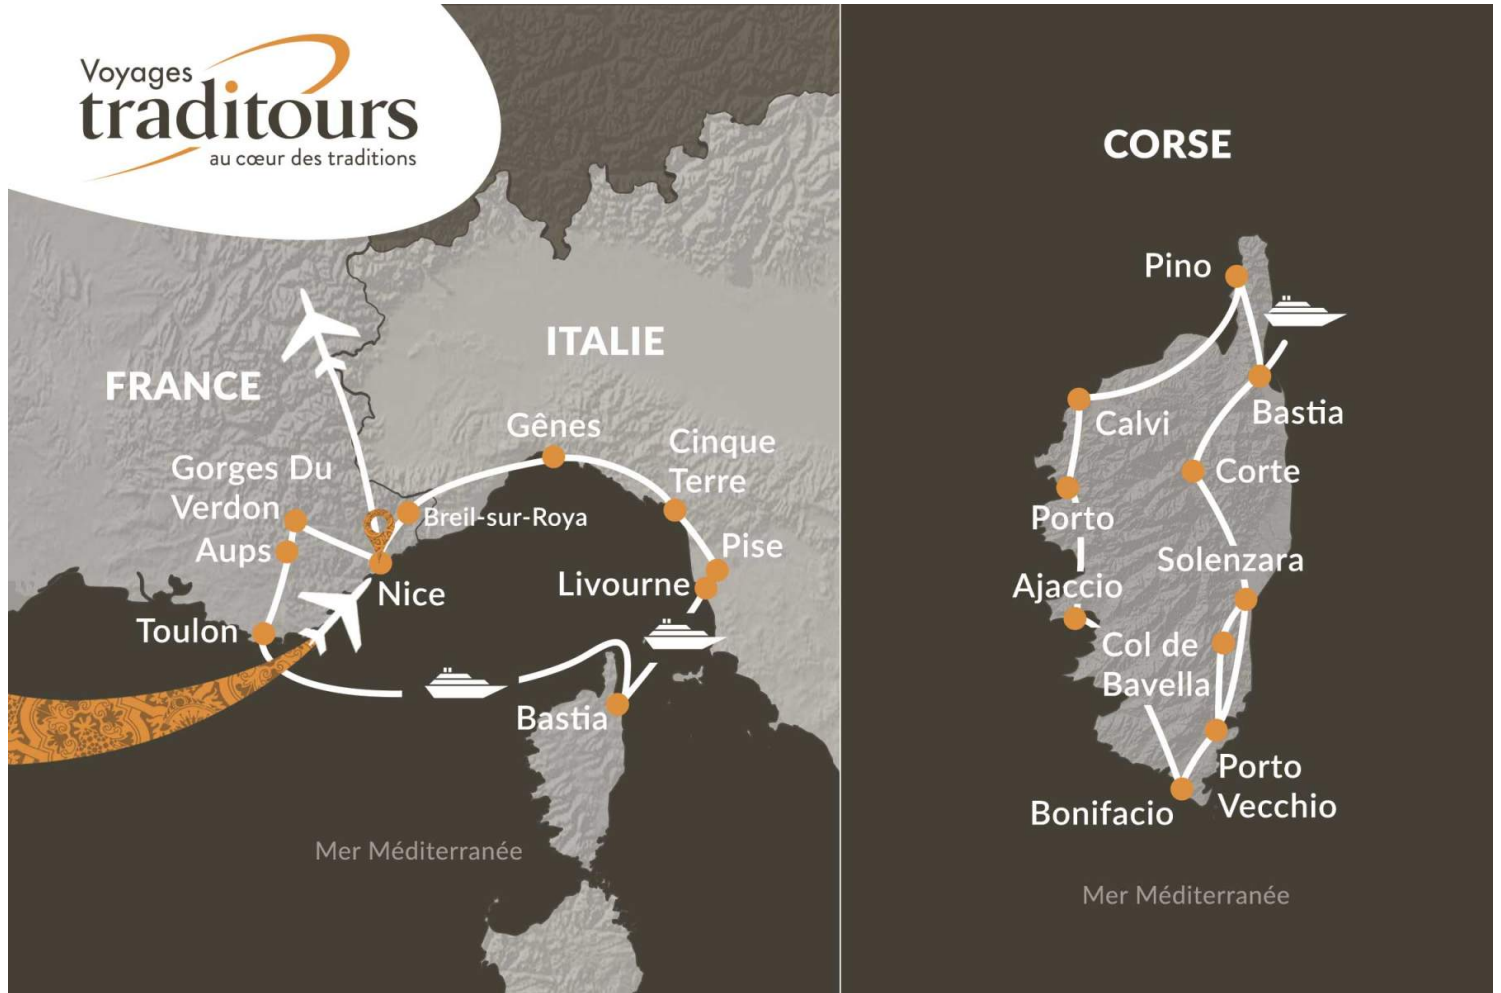 Voyages
traditours
au cœur des traditions
FRANCE
ITALIE
Gênes
Cinque
Terre
Gorges Du
Verdon
Breil-sur-Roya
Aups
Pise
Livourne
Nice
Toulon
Bastia
Mer Méditerranée
CORSE
Pino
Bastia
Calvi
Corte
Porto
Solenzara
Ajaccio
Col de
Bavella
Porto
Vecchio
Bonifacio
Mer Méditerranée